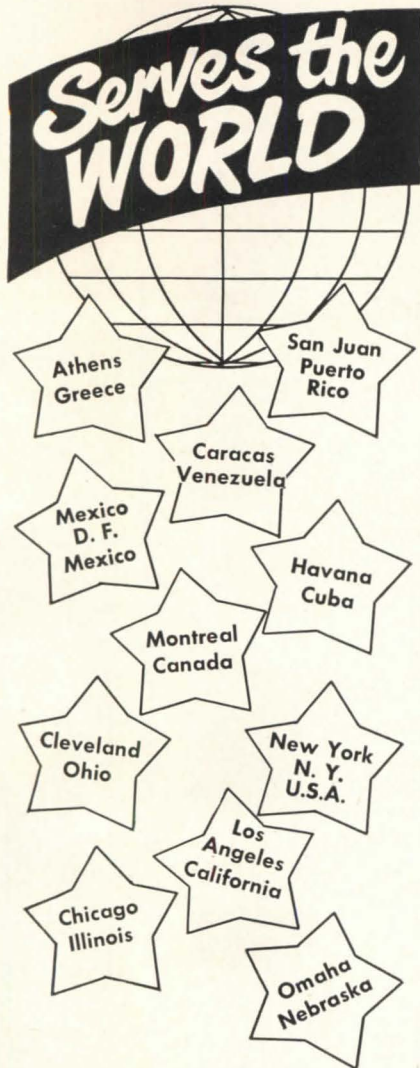 Serves the
WORLD
Athens
Greece
San Juan
Puerto
Rico
Caracas
Venezuela
Mexico
D. F.
Mexico
Havana
Cuba
Montreal
Canada
Cleveland
Ohio
New York
N. Y.
U.S.A.
Los
Angeles
California
Chicago
Illinois
Omaha
Nebraska